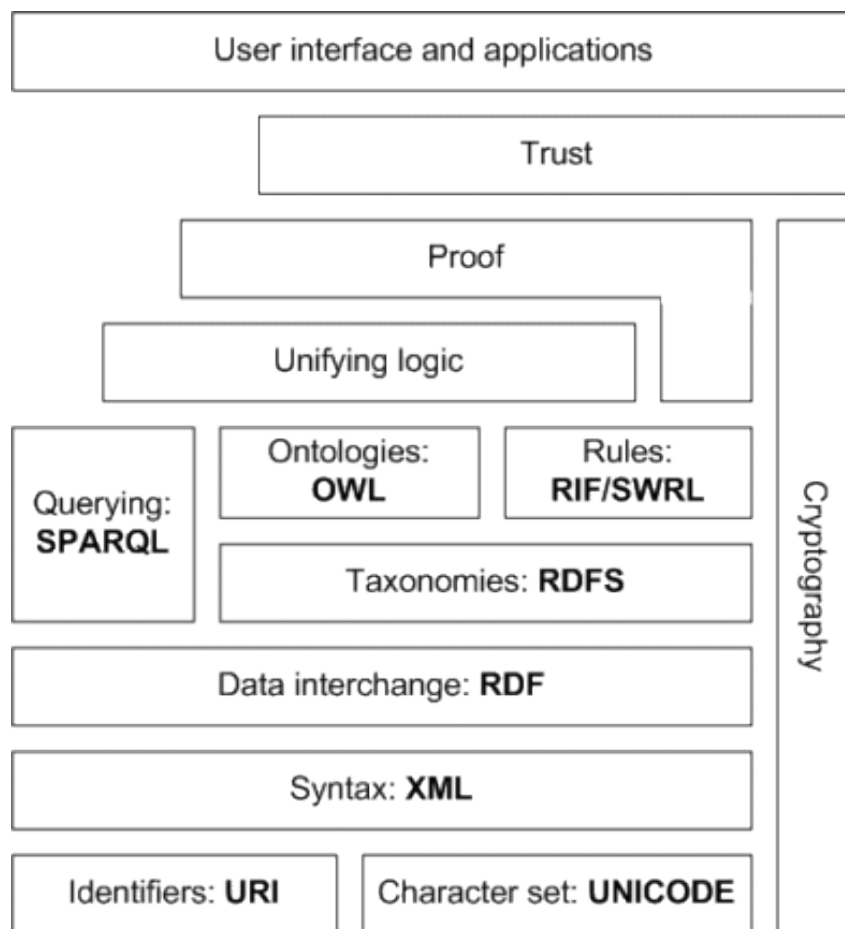 User interface and applications
Trust
Proof
Unifying logic
Querying:
SPARQL
Ontologies:
OWL
Rules:
RIF/SWRL
Taxonomies: RDFS
Cryptography
Data interchange: RDF
Syntax: XML
Identifiers: URI
Character set: UNICODE